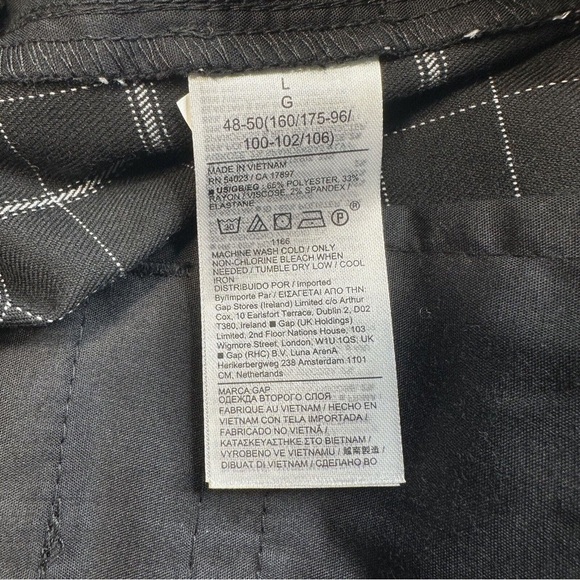 L
G
48-50(160/175-96/
100-102/106)
MADE IN VIETNAM
RN 54023 / CA 17897
■ US/GB/EG : 65% POLYESTER, 33%
RAYON / VISCOSE, 2% SPANDEX /
ELASTANE
30 P ®
1166
MACHINE WASH COLD / ONLY
NON-CHLORINE BLEACH WHEN
NEEDED / TUMBLE DRY LOW / COOL
IRON
DISTRIBUIDO POR / Imported
By/Importe Par / ΕΙΣΑΓΕΤΑΙ ΑΠΟ ΤΗΝ:
Gap Stores (Ireland) Limited c/o Arthur
Cox, 10 Earlsfort Terrace, Dublin 2, D02
T380, Ireland ■ Gap (UK Holdings)
Limited, 2nd Floor Nations House, 103
Wigmore Street, London, W1U 1QS, UK
■ Gap (RHC) B.V. Luna ArenA
Herikerbergweg 238 Amsterdam 1101
CM, Netherlands
MARCA GAP
ОДЕЖДА ВТОРОГО СЛОЯ
FABRIQUE AU VIETNAM / HECHO EN
VIETNAM CON TELA IMPORTADA /
FABRICADO NO VIETNÃ /
ΚΑΤΑΣΚΕΥΑΣΤΗΚΕ ΣΤΟ ΒΙΕΤΝΑΜ /
VYROBENO VE VIETNAMU / 越南製造 /
DIBUAT DI VIETNAM / СДЕЛАНО ВО